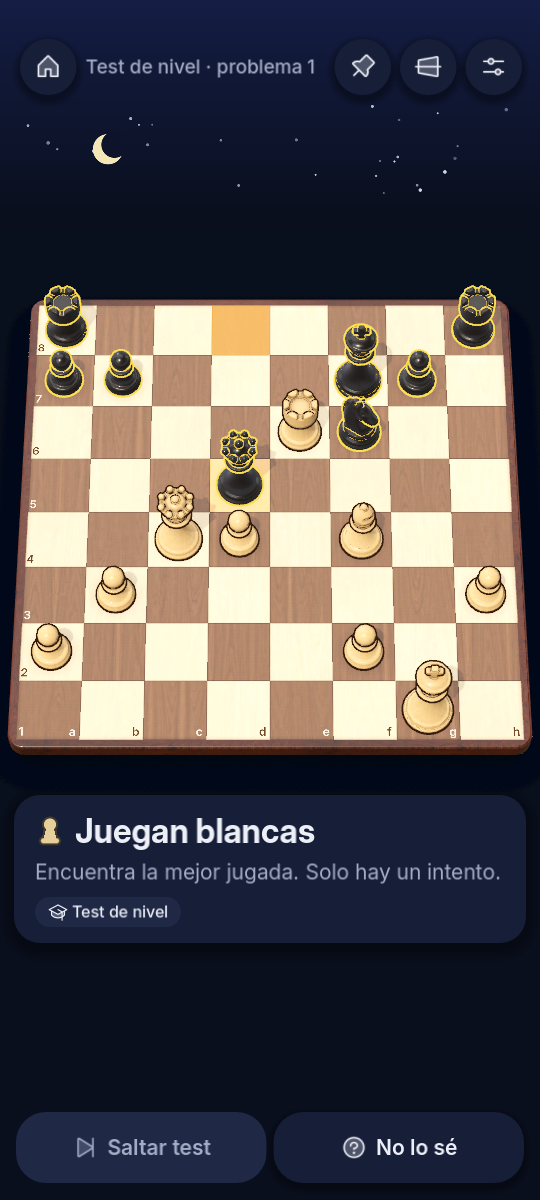 Test de nivel · problema 1
8
7
6
5
4
3
2
1 a b c d e f g h
Juegan blancas
Encuentra la mejor jugada. Solo hay un intento.
Test de nivel
Saltar test
No lo sé